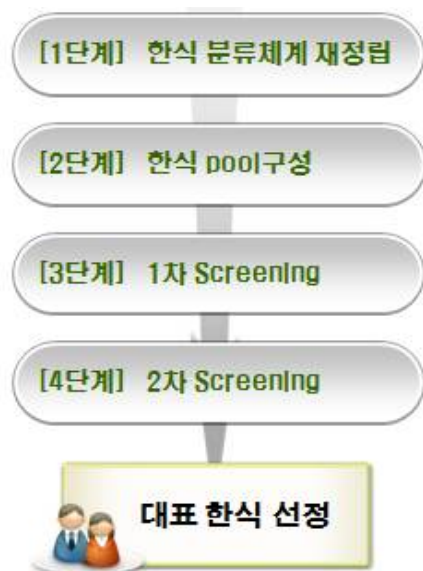 [1단계] 한식 분류체계 재정립
[2단계] 한식 pool구성
[3단계] 1차 Screening
[4단계] 2차 Screening
대표 한식 선정